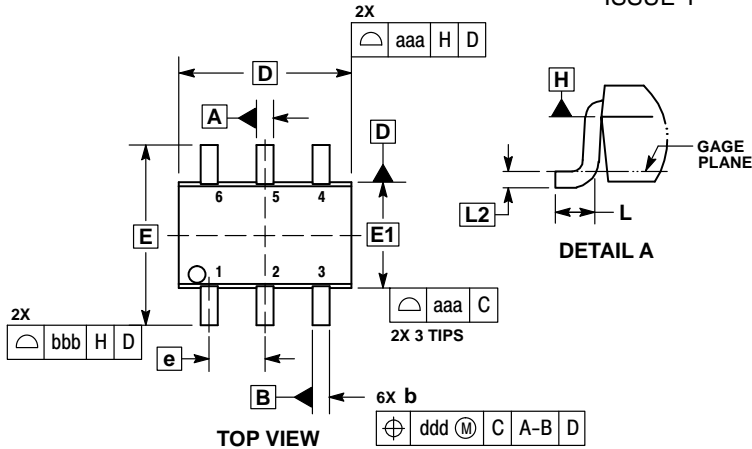 ISSUE Y
2X
⌓ aaa H D
D
A
D
H
GAGE
PLANE
6 5 4
L2
L
E
E1
DETAIL A
1 2 3
⌓ aaa C
2X 3 TIPS
2X
⌓ bbb H D
e
B
6X b
TOP VIEW
⌖ ddd Ⓜ C A-B D